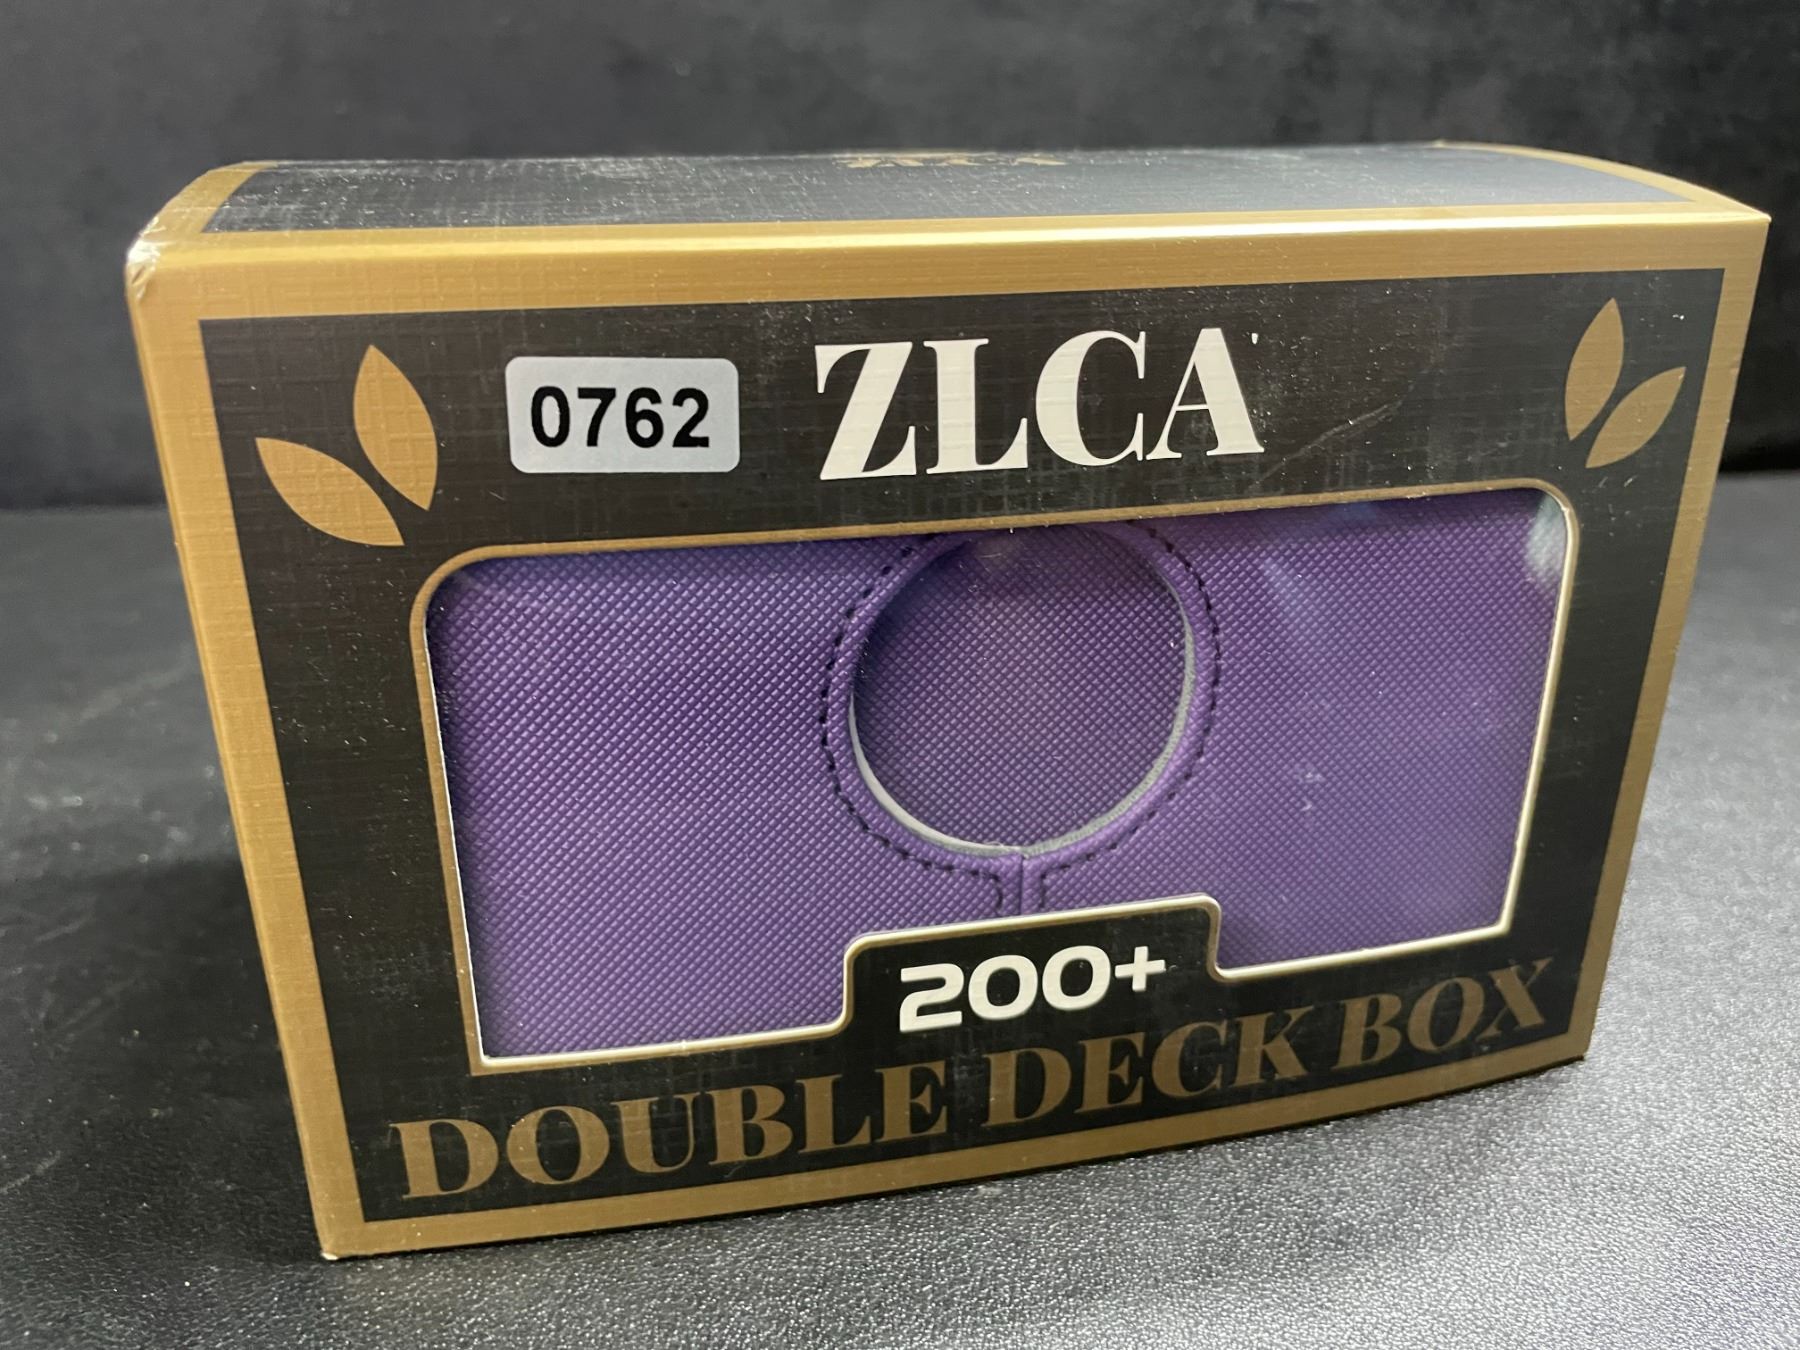 0762
ZLCA
200+
DOUBLE DECK BOX